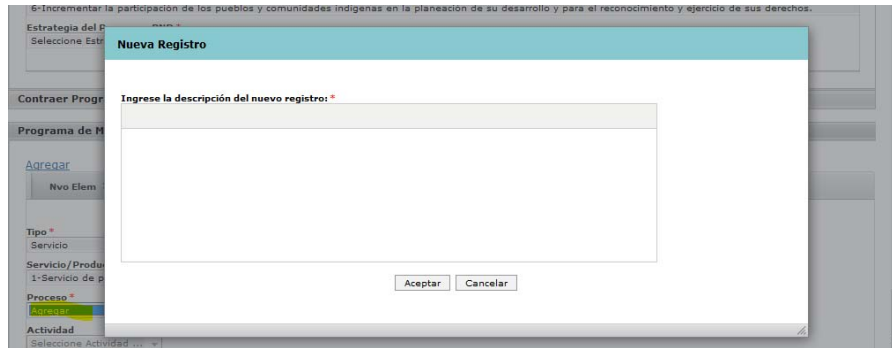 6-Incrementar la participación de los pueblos y comunidades indígenas en la planeación de su desarrollo y para el reconocimiento y ejercicio de sus derechos.
Estrategia del P
Seleccione Estr
Nueva Registro
Contraer Progr
Ingrese la descripción del nuevo registro: *
Programa de M
Agregar
Nvo Elem
Tipo *
Servicio
Servicio/Produ
1-Servicio de p
Aceptar Cancelar
Proceso *
Agregar
Actividad
Seleccione Actividad ...